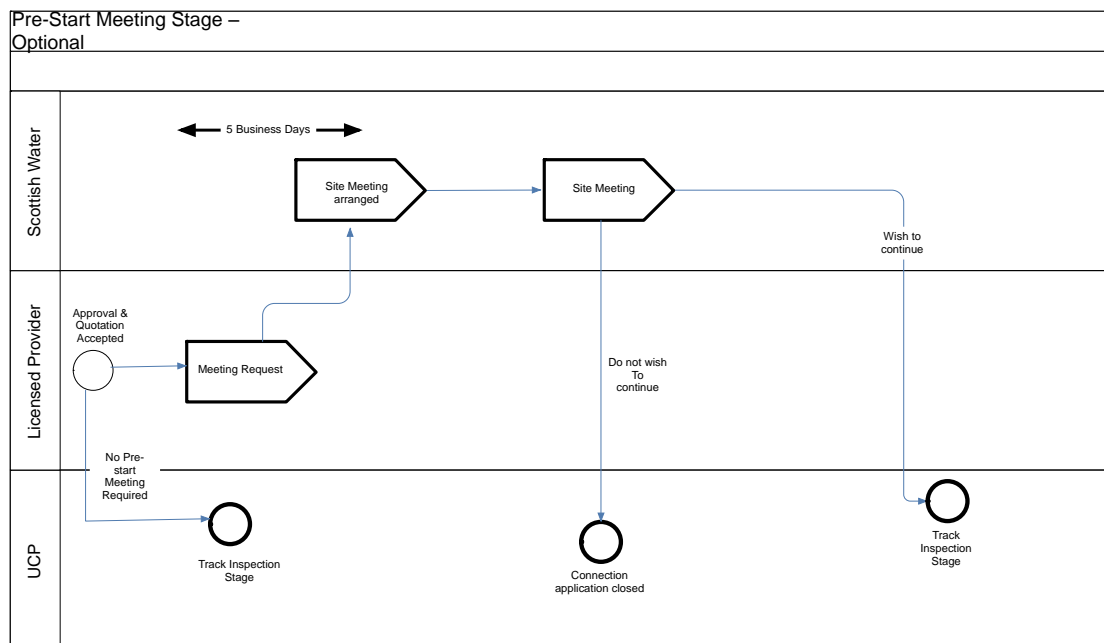 Pre-Start Meeting Stage –
Optional
Scottish Water
5 Business Days
Site Meeting
arranged
Site Meeting
Wish to
continue
Licensed Provider
Approval &
Quotation
Accepted
Meeting Request
Do not wish
To
continue
No Pre-
start
Meeting
Required
UCP
Track Inspection
Stage
Connection
application closed
Track
Inspection
Stage